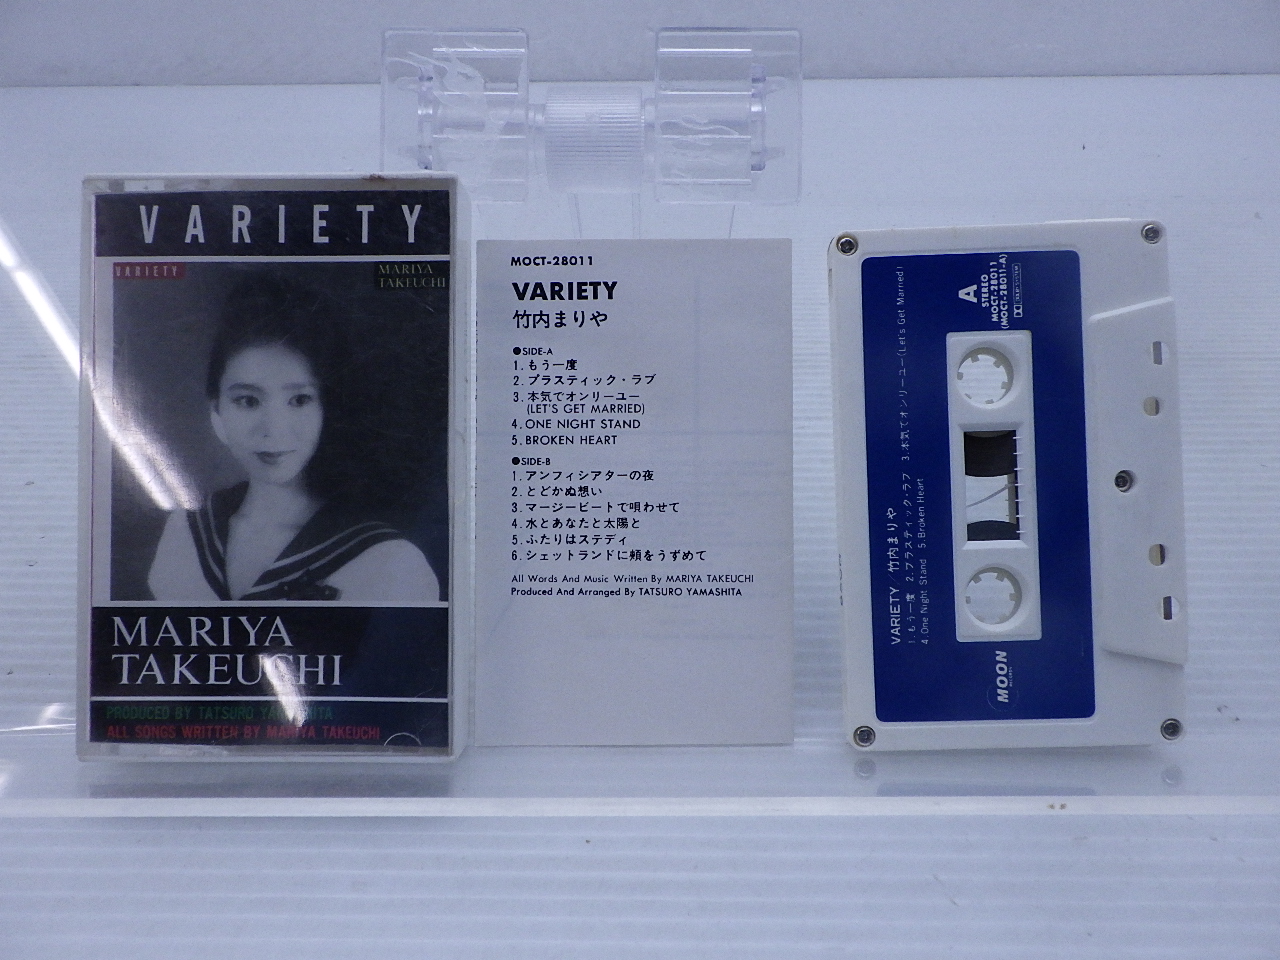 VARIETY
VARIETY
MARIYA
TAKEUCHI
MARIYA
TAKEUCHI
PRODUCED BY TATSURO YAMASHITA
ALL SONGS WRITTEN BY MARIYA TAKEUCHI
MOCT-28011
VARIETY
竹内まりや
●SIDE-A
1.もう一度
2.プラスティック・ラブ
3.本気でオンリーユー
(LET'S GET MARRIED)
4.ONE NIGHT STAND
5.BROKEN HEART
●SIDE-B
1.アンフィシアターの夜
2.とどかぬ想い
3.マージービートで唄わせて
4.水とあなたと太陽と
5.ふたりはステディ
6.シェットランドに頬をうずめて
All Words And Music Written By MARIYA TAKEUCHI
Produced And Arranged By TATSURO YAMASHITA
A
STEREO
MOCT-28011
(MOCT-28011-A)
VARIETY/竹内まりや
1.もう一度 2.プラスティック・ラブ 3.本気でオンリーユー(Let's Get Married)
4.One Night Stand 5.Broken Heart
MOON